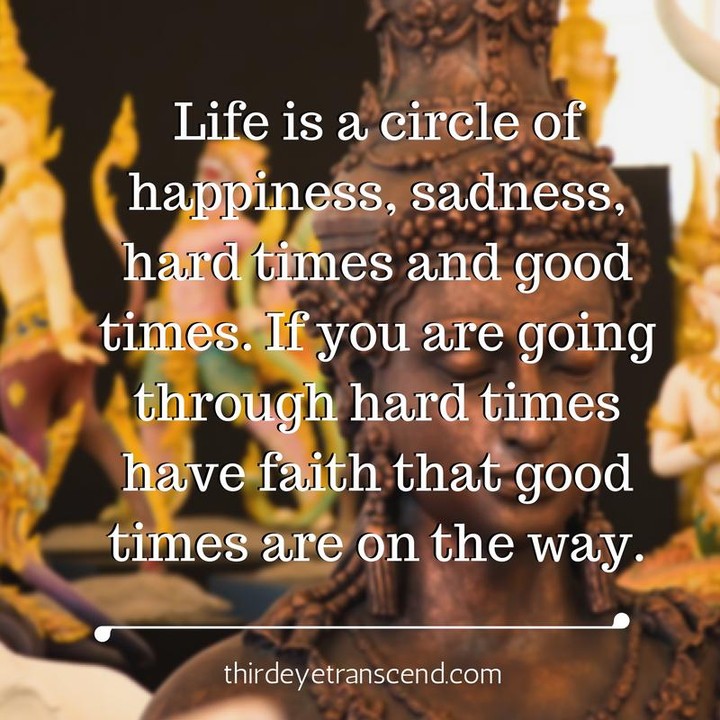 Life is a circle of
happiness, sadness,
hard times and good
times. If you are going
through hard times
have faith that good
times are on the way.
thirdeyetranscend.com